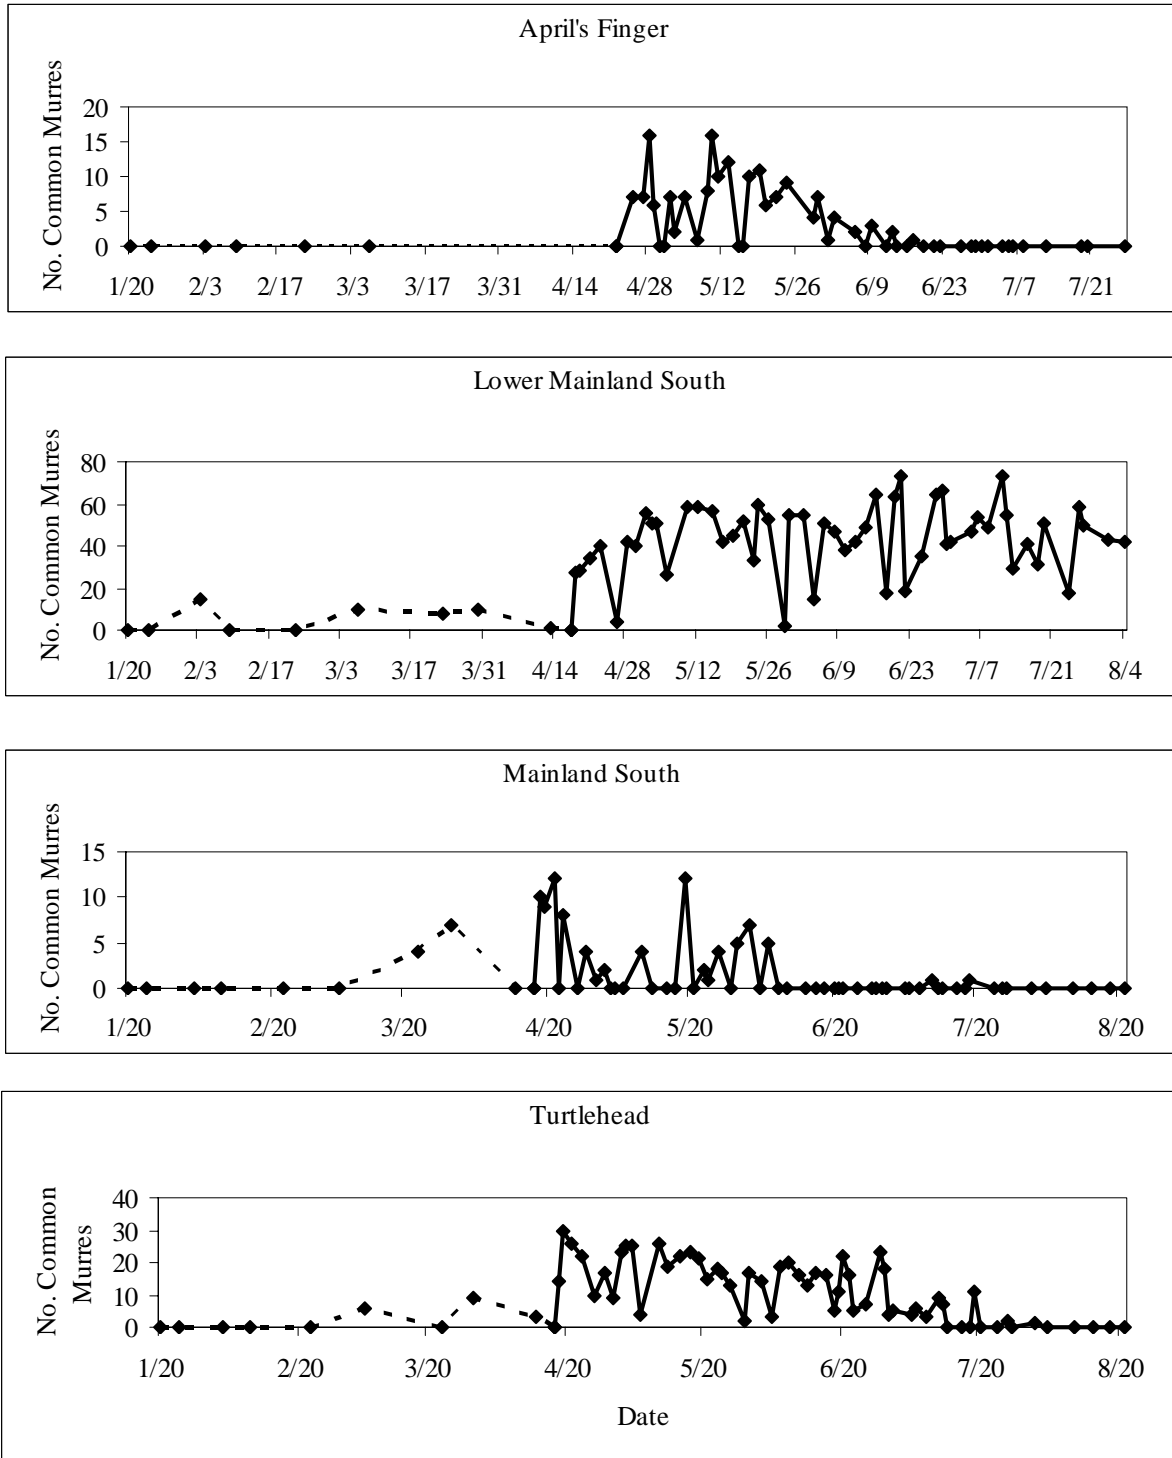 April's Finger
No. Common Murres
20
15
10
5
0
1/20 2/3 2/17 3/3 3/17 3/31 4/14 4/28 5/12 5/26 6/9 6/23 7/7 7/21
Lower Mainland South
No. Common Murres
80
60
40
20
0
1/20 2/3 2/17 3/3 3/17 3/31 4/14 4/28 5/12 5/26 6/9 6/23 7/7 7/21 8/4
Mainland South
No. Common Murres
15
10
5
0
1/20 2/20 3/20 4/20 5/20 6/20 7/20 8/20
Turtlehead
No. Common
Murres
40
30
20
10
0
1/20 2/20 3/20 4/20 5/20 6/20 7/20 8/20
Date